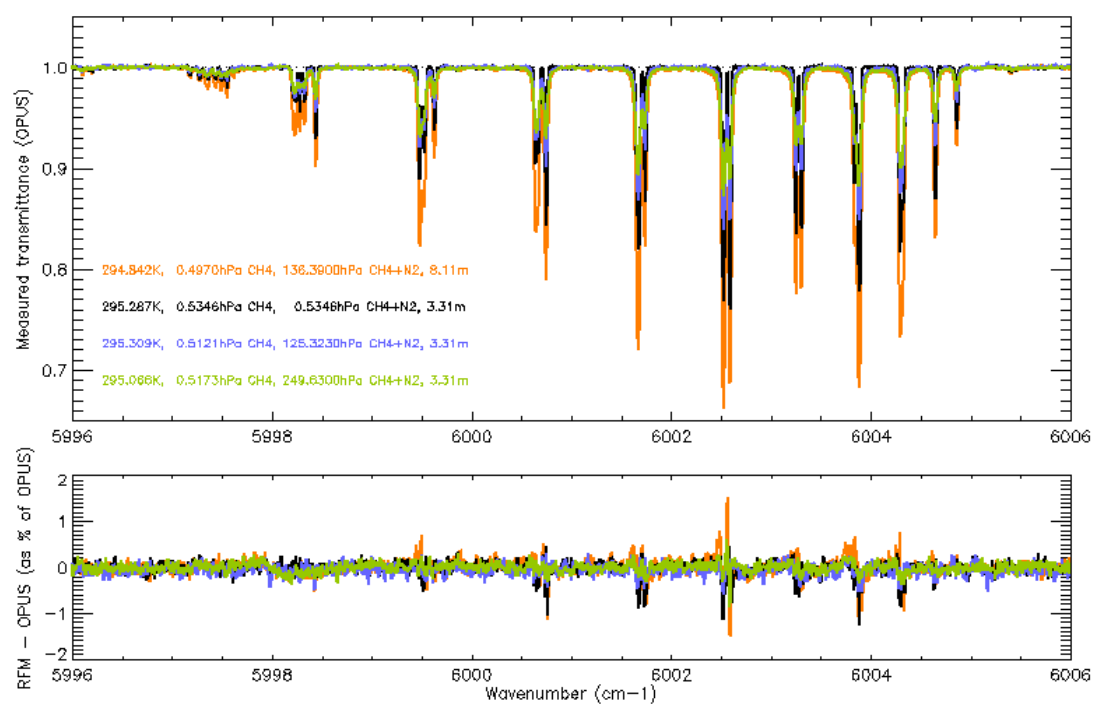 Measured transmittance (OPUS)
1.0
0.9
0.8
0.7
294.842K, 0.4970hPa CH4, 136.3900hPa CH4+N2, 8.11m
295.287K, 0.5346hPa CH4, 0.5346hPa CH4+N2, 3.31m
295.309K, 0.5121hPa CH4, 125.3230hPa CH4+N2, 3.31m
295.066K, 0.5173hPa CH4, 249.6300hPa CH4+N2, 3.31m
5996 5998 6000 6002 6004 6006
RFM - OPUS (as % of OPUS)
2
1
0
-1
-2
5996 5998 6000 6002 6004 6006
Wavenumber (cm-1)